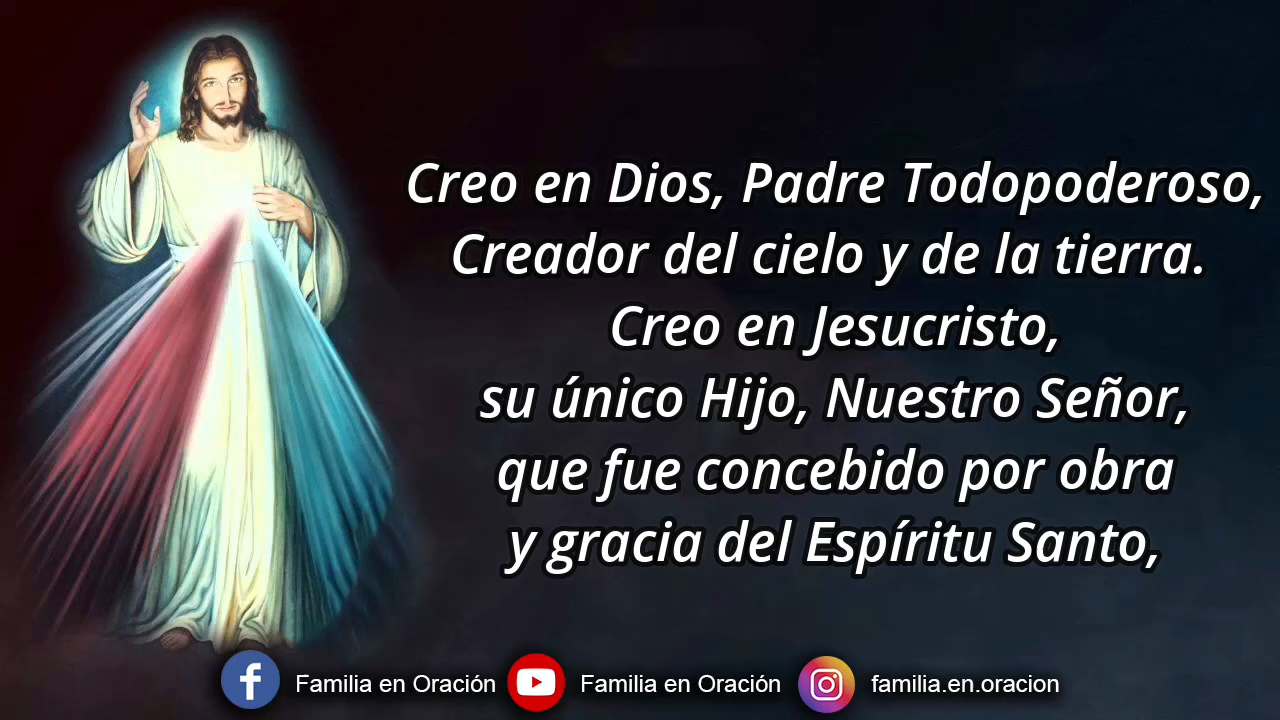 Creo en Dios, Padre Todopoderoso,
Creador del cielo y de la tierra.
Creo en Jesucristo,
su único Hijo, Nuestro Señor,
que fue concebido por obra
y gracia del Espíritu Santo,
Familia en Oración
Familia en Oración
familia.en.oracion